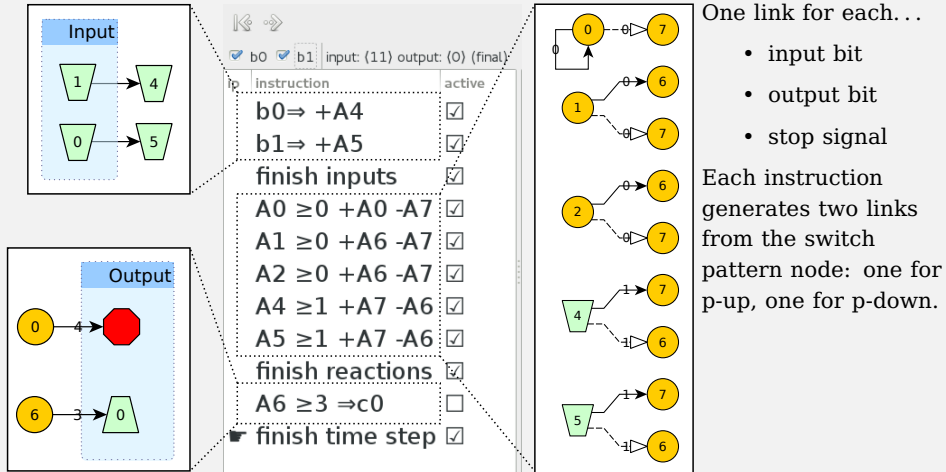 Input
1
4
0
5
Output
0
4
6
3
0
b0 b1 input: (11) output: (0) (final)
ip instruction active
b0⇒ +A4
b1⇒ +A5
finish inputs
A0 ≥0 +A0 -A7
A1 ≥0 +A6 -A7
A2 ≥0 +A6 -A7
A4 ≥1 +A7 -A6
A5 ≥1 +A7 -A6
finish reactions
A6 ≥3 ⇒c0
finish time step
0
0
0
7
1
0
6
0
7
2
0
6
0
7
4
1
7
1
6
5
1
7
1
6
One link for each...
• input bit
• output bit
• stop signal
Each instruction
generates two links
from the switch
pattern node: one for
p-up, one for p-down.